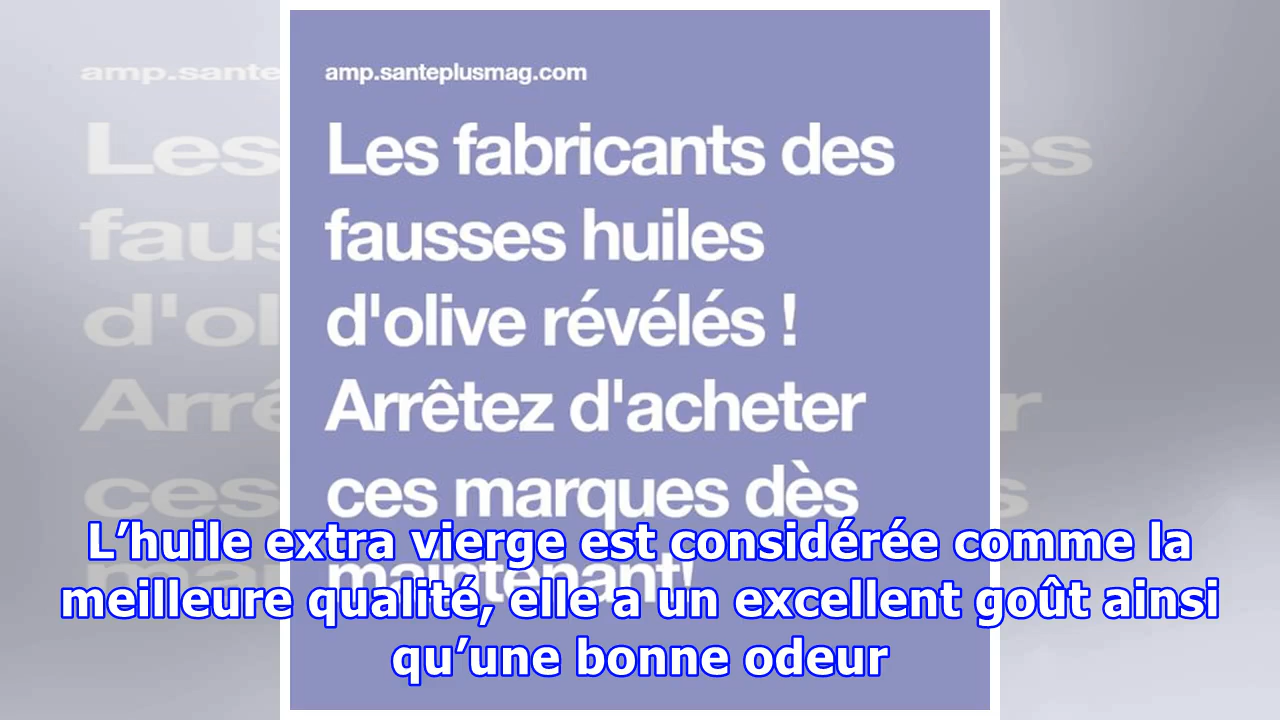 amp.santeplusmag.com
Les fabricants des
fausses huiles
d'olive révélés !
Arrêtez d'acheter
ces marques dès
maintenant!
L’huile extra vierge est considérée comme la
meilleure qualité, elle a un excellent goût ainsi
qu’une bonne odeur